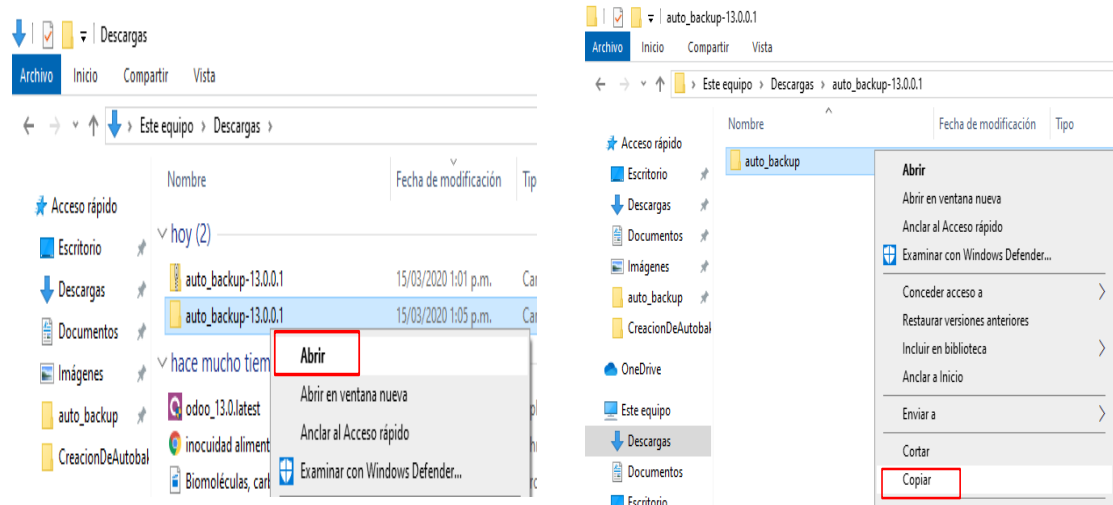 Descargas
Archivo Inicio Compartir Vista
Este equipo > Descargas >
Nombre Fecha de modificación Tip
Acceso rápido
hoy (2)
Escritorio
auto_backup-13.0.0.1 15/03/2020 1:01 p.m. Car
Descargas
auto_backup-13.0.0.1 15/03/2020 1:05 p.m. Car
Documentos
hace mucho tiem
Abrir
Imágenes
Abrir en ventana nueva
auto_backup
odoo_13.0.latest
Anclar al Acceso rápido
inocuidad aliment
CreacionDeAutobak
Examinar con Windows Defender...
Biomoléculas, carb
auto_backup-13.0.0.1
Archivo Inicio Compartir Vista
Este equipo > Descargas > auto_backup-13.0.0.1
Nombre Fecha de modificación Tipo
Acceso rápido
auto_backup
Escritorio
Descargas
Documentos
Imágenes
auto_backup
CreacionDeAutobak
OneDrive
Este equipo
Descargas
Documentos
Escritorio
Abrir
Abrir en ventana nueva
Anclar al Acceso rápido
Examinar con Windows Defender...
Conceder acceso a
Restaurar versiones anteriores
Incluir en biblioteca
Anclar a Inicio
Enviar a
Cortar
Copiar